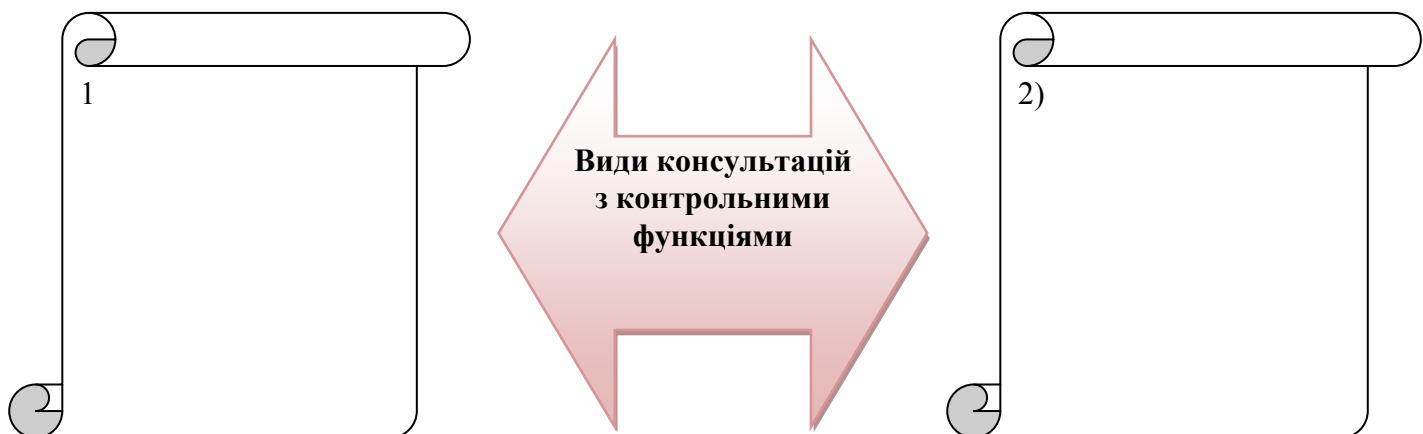 1
Види консультацій
з контрольними
функціями
2)